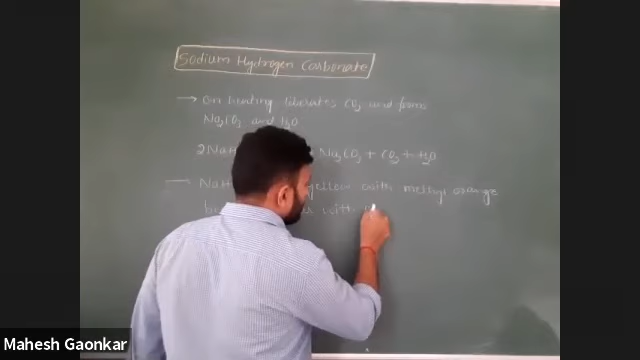 Sodium Hydrogen Carbonate
→ On heating liberates CO2 and forms
Na2CO3 and H2O
2NaH Na2CO3 + CO2 + H2O
→ NaH yellow with methyl orange
with
Mahesh Gaonkar